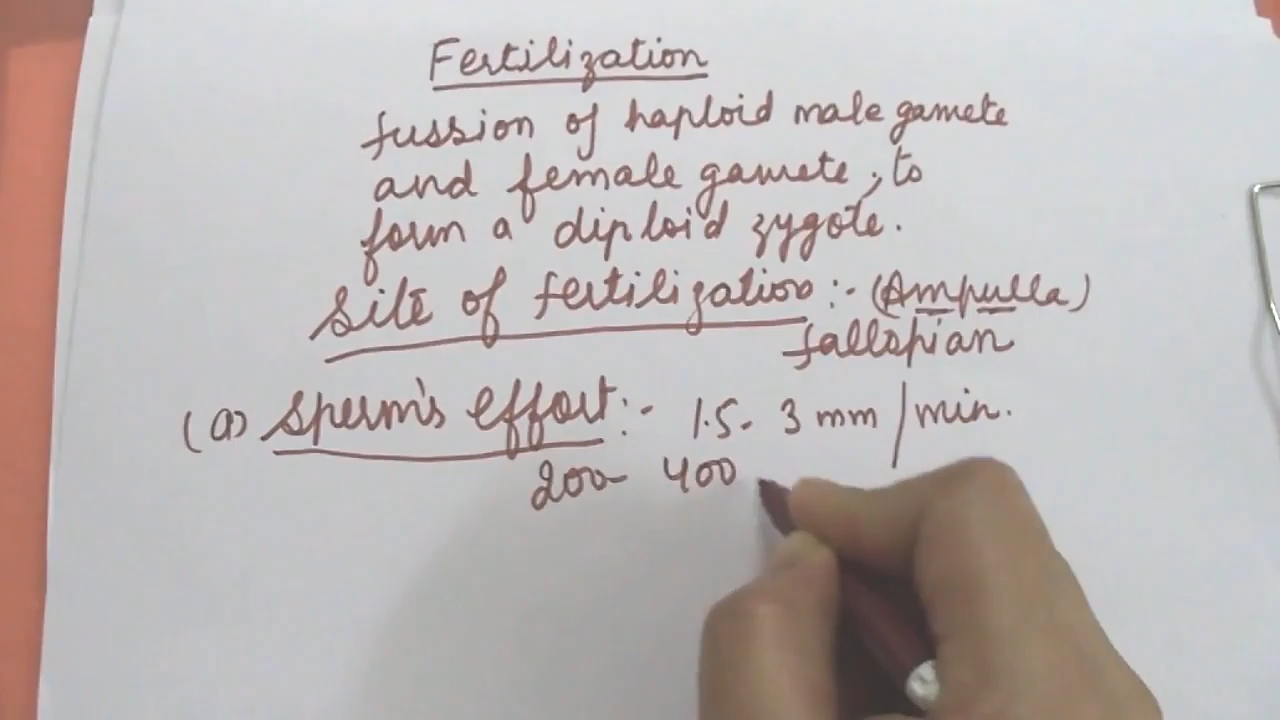 Fertilization
fussion of haploid male gamete
and female gamete, to
form a diploid zygote.
Site of fertilization :- (Ampulla)
fallopian
(a) Sperm's effort :- 1.5- 3 mm / min.
200- 400